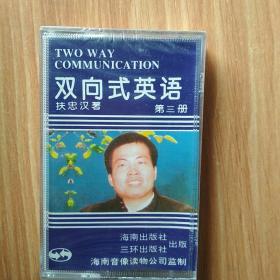 TWO WAY
COMMUNICATION
双向式英语
扶忠汉著
第三册
海南出版社
三环出版社
出版
海南音像读物公司监制